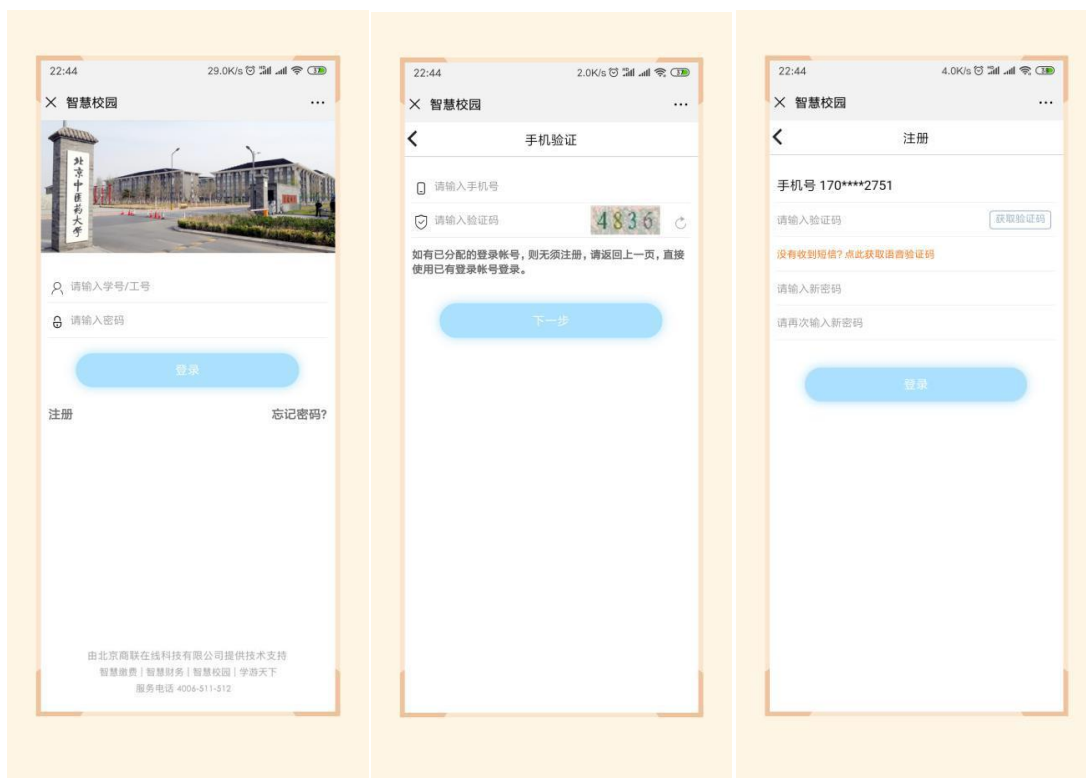 22:44
29.0K/s
智慧校园
北京中医药大学
请输入学号/工号
请输入密码
登录
注册
忘记密码?
由北京商联在线科技有限公司提供技术支持
智慧缴费 | 智慧财务 | 智慧校园 | 学游天下
服务电话 4006-511-512
22:44
2.0K/s
智慧校园
手机验证
请输入手机号
请输入验证码
4836
如有已分配的登录帐号，则无须注册，请返回上一页，直接
使用已有登录帐号登录。
下一步
22:44
4.0K/s
智慧校园
注册
手机号 170****2751
请输入验证码
获取验证码
没有收到短信? 点此获取语音验证码
请输入新密码
请再次输入新密码
登录